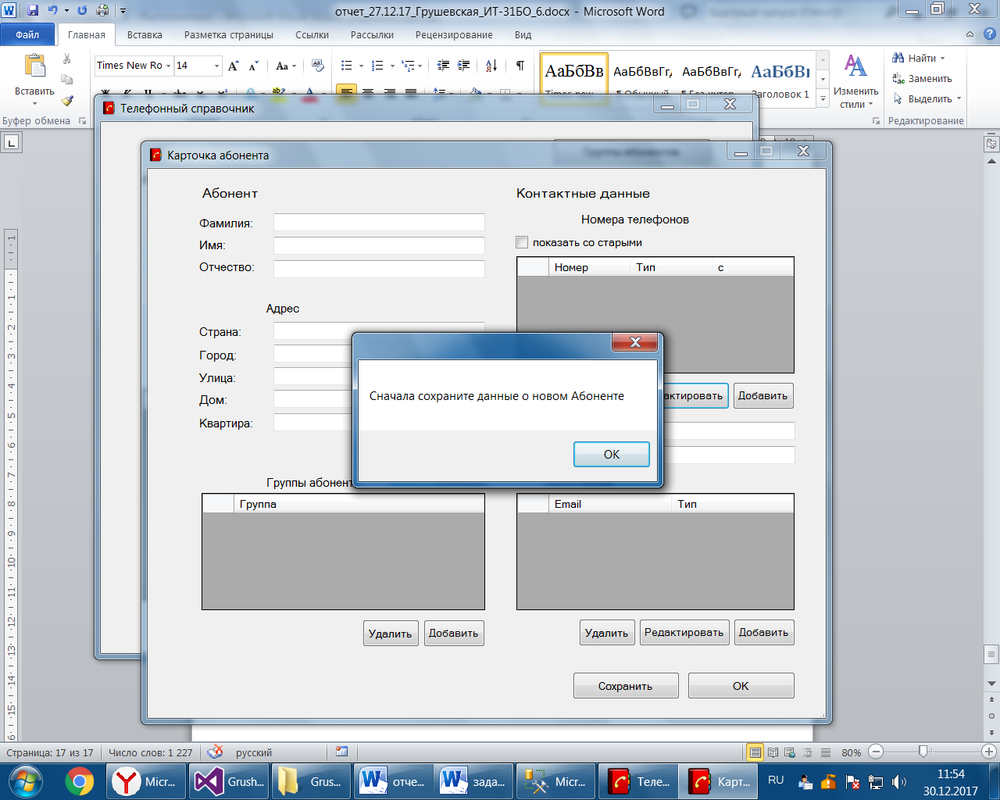 отчет_27.12.17_Грушевская_ИТ-31БО_6.docx - Microsoft Word
Файл
Главная
Вставка
Разметка страницы
Ссылки
Рассылки
Рецензирование
Вид
Вставить
Буфер обмена
Times New Ro
14
Aa
АаБбВв
АаБбВвГг,
АаБбВвГг,
АаБбВı
Заголовок 1
Изменить
стили
Найти
Заменить
Выделить
Редактирование
Телефонный справочник
Карточка абонента
Абонент
Контактные данные
Фамилия:
Имя:
Отчество:
Номера телефонов
показать со старыми
Номер
Тип
с
Адрес
Страна:
Город:
Улица:
Дом:
Квартира:
Сначала сохраните данные о новом Абоненте
OK
актировать
Добавить
Группы абонент
Группа
Email
Тип
Удалить
Добавить
Удалить
Редактировать
Добавить
Сохранить
ОК
Страница: 17 из 17
Число слов: 1 227
русский
80%
Micr...
Grush...
Grus...
отче...
зада...
Micr...
Теле...
Карт...
RU
11:54
30.12.2017